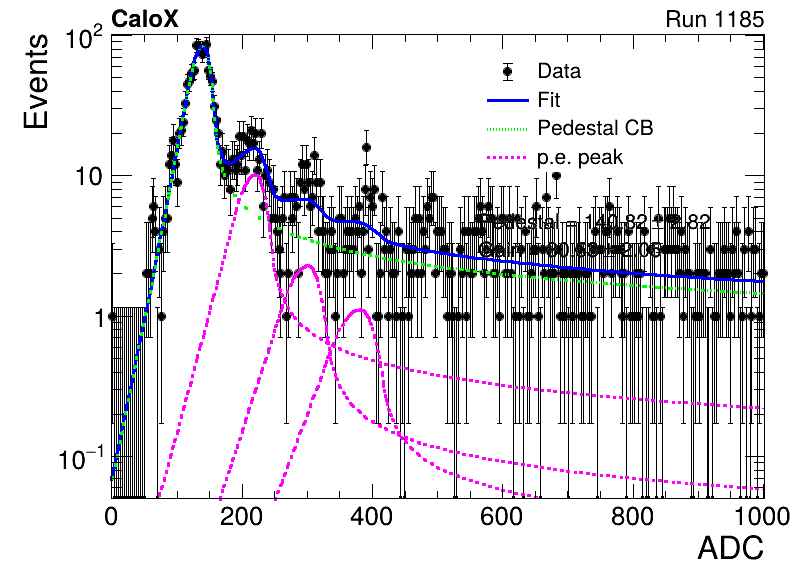 CaloX Run 1185
Events
10²
10
1
10⁻¹
Data
Fit
Pedestal CB
p.e. peak
Pedestal =
0 200 400 600 800 1000
ADC